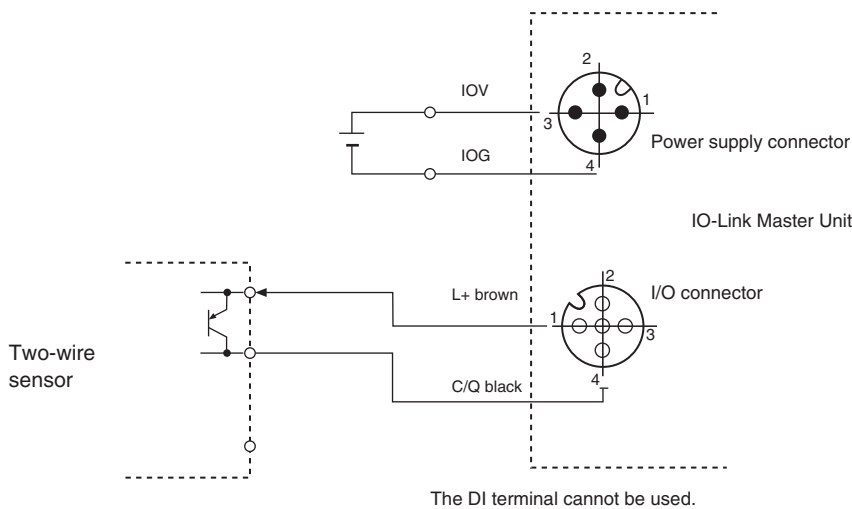 2
IOV
1
3
Power supply connector
IOG
4
IO-Link Master Unit
2
L+ brown
I/O connector
1
3
Two-wire
sensor
C/Q black
4
The DI terminal cannot be used.